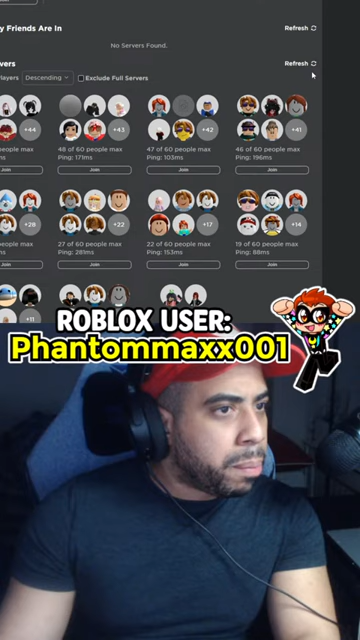 y Friends Are In
Refresh
No Servers Found.
vers
Refresh
layers
Descending
Exclude Full Servers
+44
+43
+42
+41
eople max
48 of 60 people max
47 of 60 people max
46 of 60 people max
ms
Ping: 171ms
Ping: 103ms
Ping: 196ms
Join
Join
Join
Join
+28
+22
+17
+14
eople max
27 of 60 people max
22 of 60 people max
19 of 60 people max
ms
Ping: 281ms
Ping: 153ms
Ping: 88ms
Join
Join
Join
Join
+11
ROBLOX USER:
Phantommaxx001